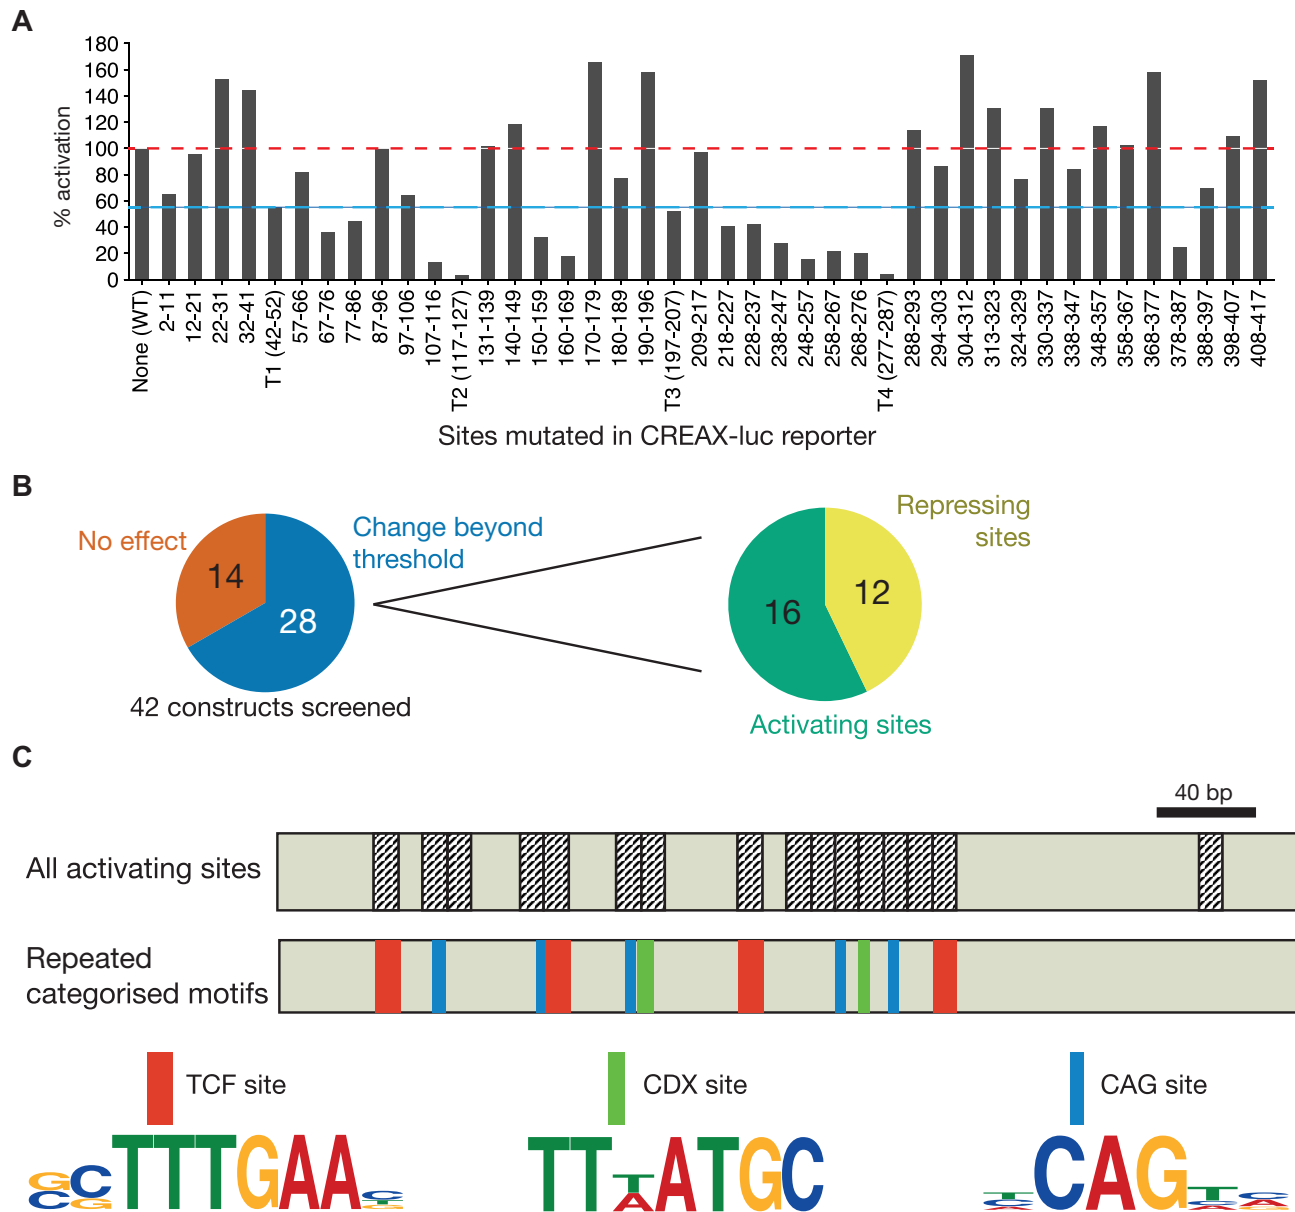 A
180
160
140
120
100
80
60
40
20
0
% activation
None (WT)
2-11
12-21
22-31
32-41
T1 (42-52)
57-66
67-76
77-86
87-96
97-106
107-116
T2 (117-127)
131-139
140-149
150-159
160-169
170-179
180-189
190-196
T3 (197-207)
209-217
218-227
228-237
238-247
248-257
258-267
268-276
T4 (277-287)
288-293
294-303
304-312
313-323
324-329
330-337
338-347
348-357
358-367
368-377
378-387
388-397
398-407
408-417
Sites mutated in CREAX-luc reporter
B
No effect
Change beyond
threshold
14
28
42 constructs screened
Repressing
sites
16
12
Activating sites
C
40 bp
All activating sites
Repeated
categorised motifs
TCF site
CDX site
CAG site
TTTGAA
TT ATGC
CAG